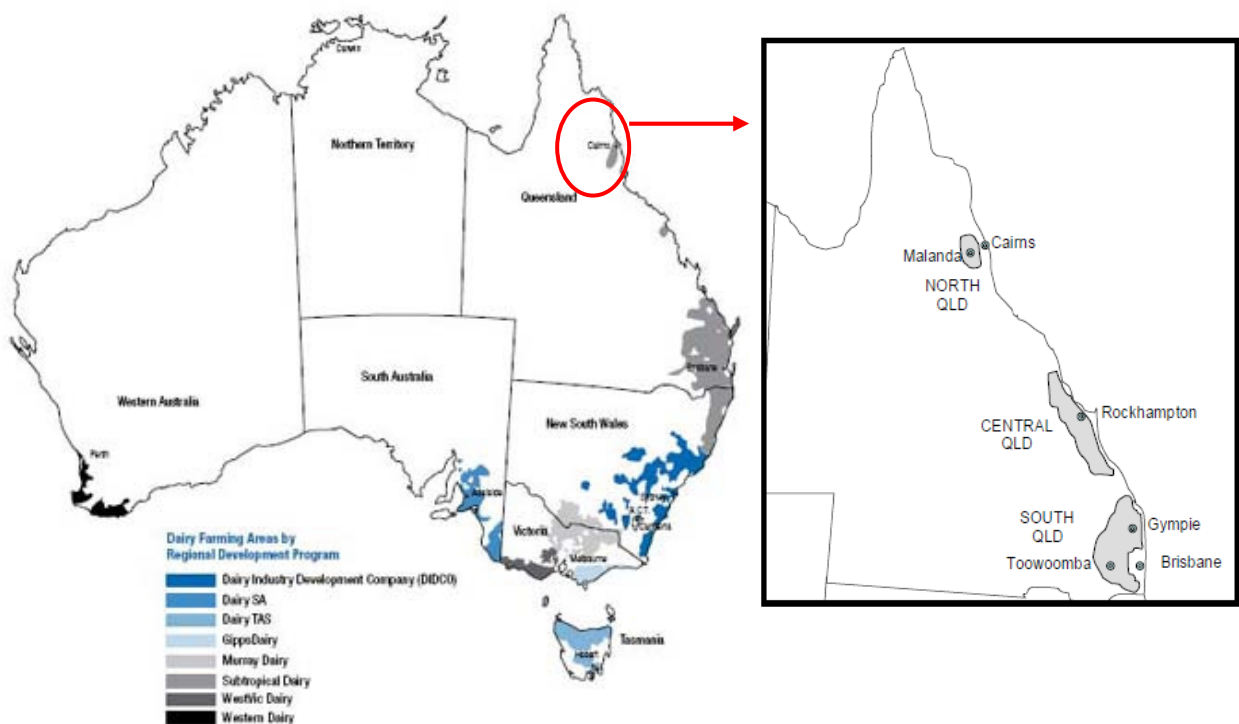 Darwin
Northern Territory
Cairns
Queensland
Brisbane
South Australia
Western Australia
New South Wales
Perth
Adelaide
Sydney
A.C.T.
Canberra
Victoria
Melbourne
Tasmania
Hobart
Dairy Farming Areas by
Regional Development Program
Dairy Industry Development Company (DIDCO)
Dairy SA
Dairy TAS
GippsDairy
Murray Dairy
Subtropical Dairy
WestVic Dairy
Western Dairy
Cairns
Malanda
NORTH
QLD
Rockhampton
CENTRAL
QLD
SOUTH
QLD
Gympie
Toowoomba
Brisbane